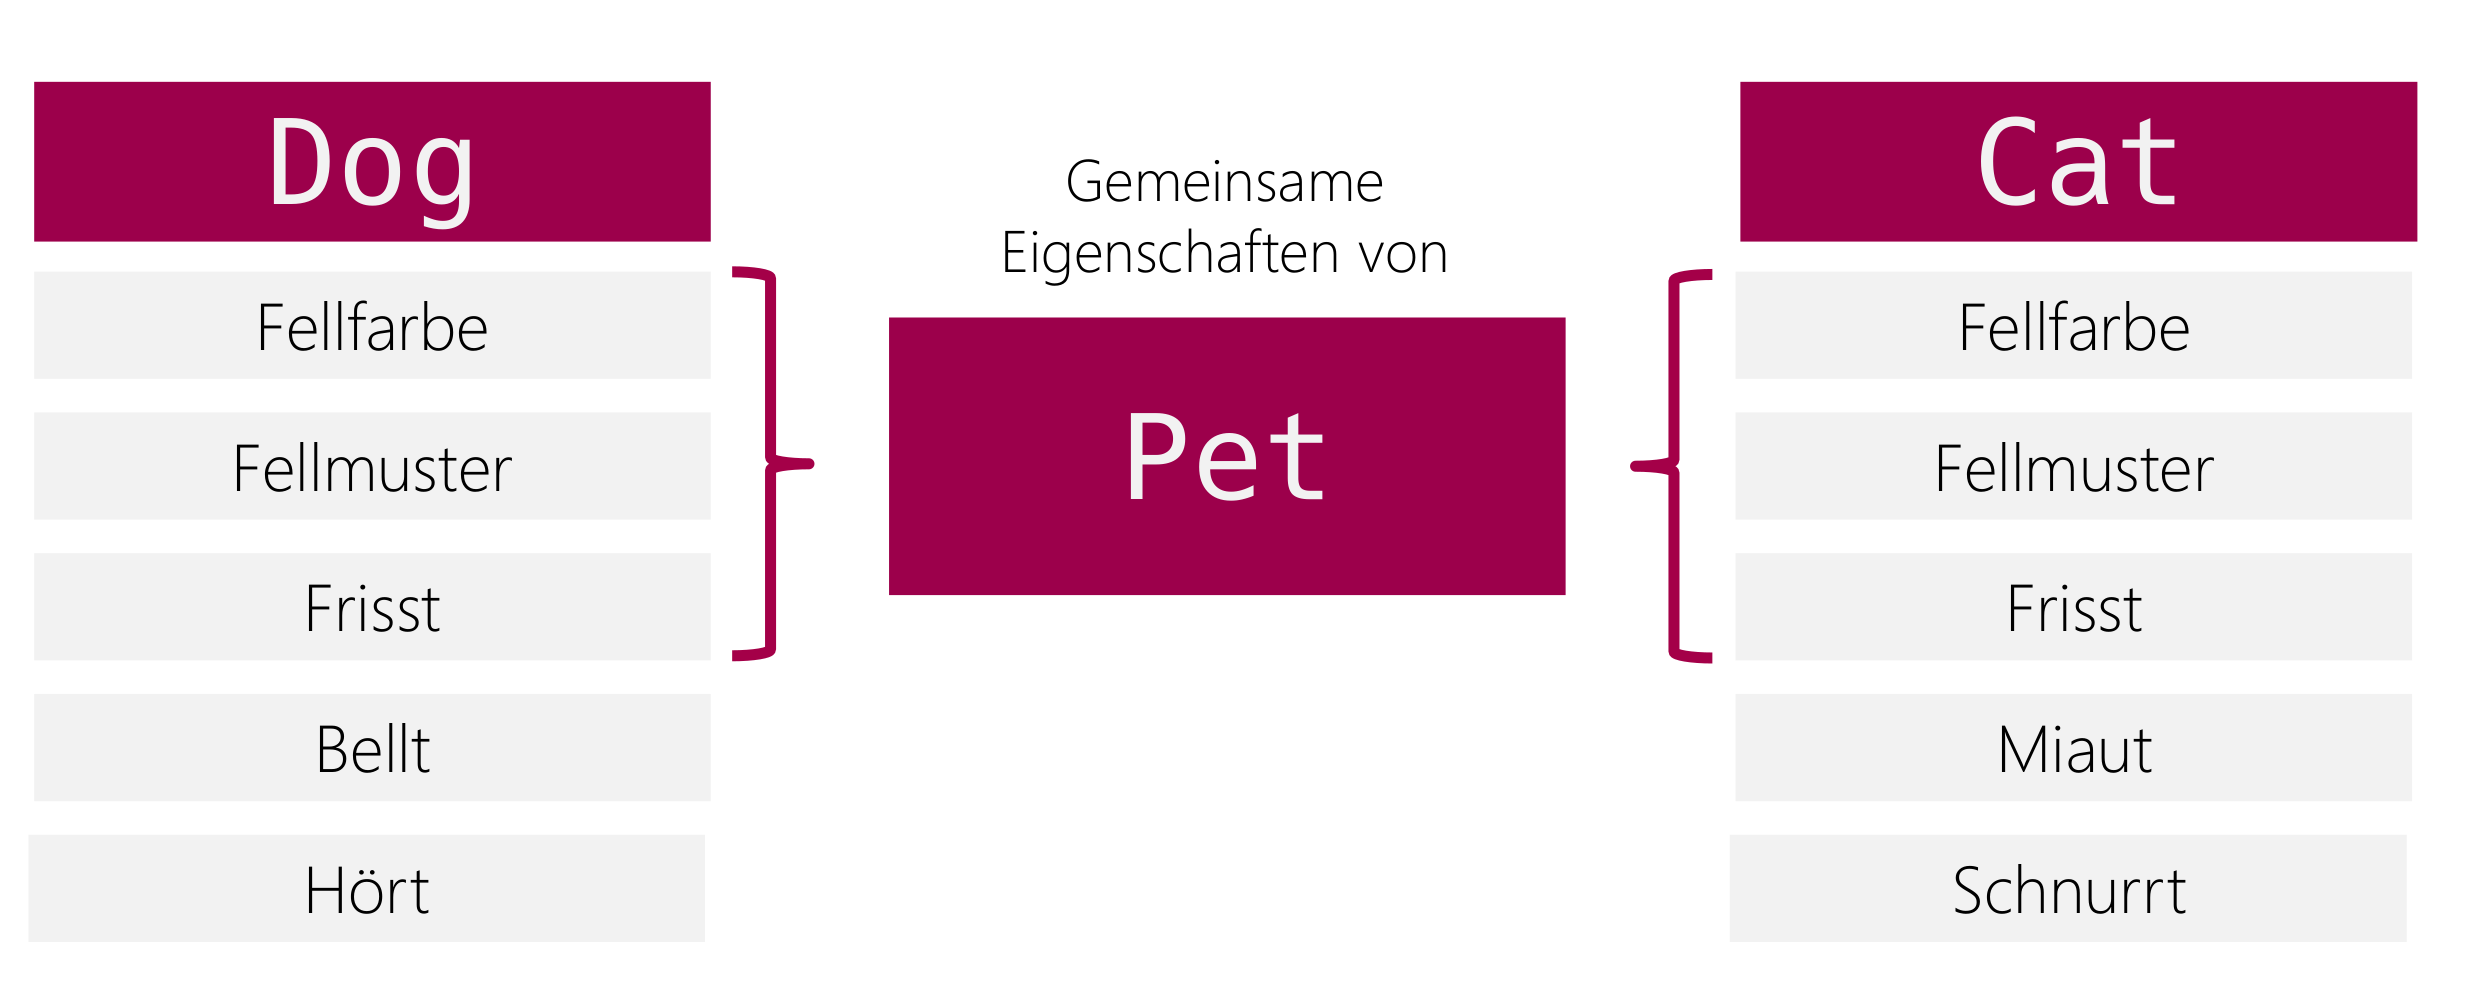 Dog
Fellfarbe
Fellmuster
Frisst
Bellt
Hört
Gemeinsame
Eigenschaften von
Pet
Cat
Fellfarbe
Fellmuster
Frisst
Miaut
Schnurrt